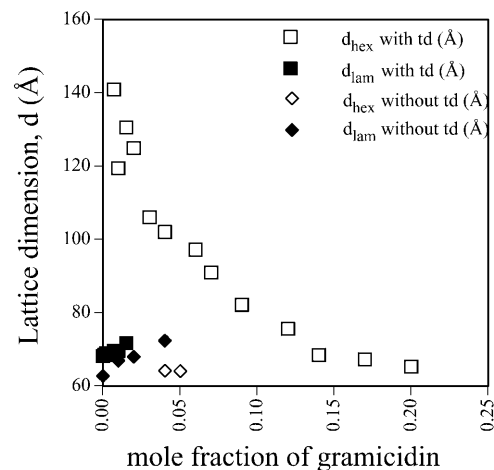 160
140
120
100
80
60
Lattice dimension, d (Å)
d_hex with td (Å)
d_lam with td (Å)
d_hex without td (Å)
d_lam without td (Å)
0.00
0.05
0.10
0.15
0.20
0.25
mole fraction of gramicidin